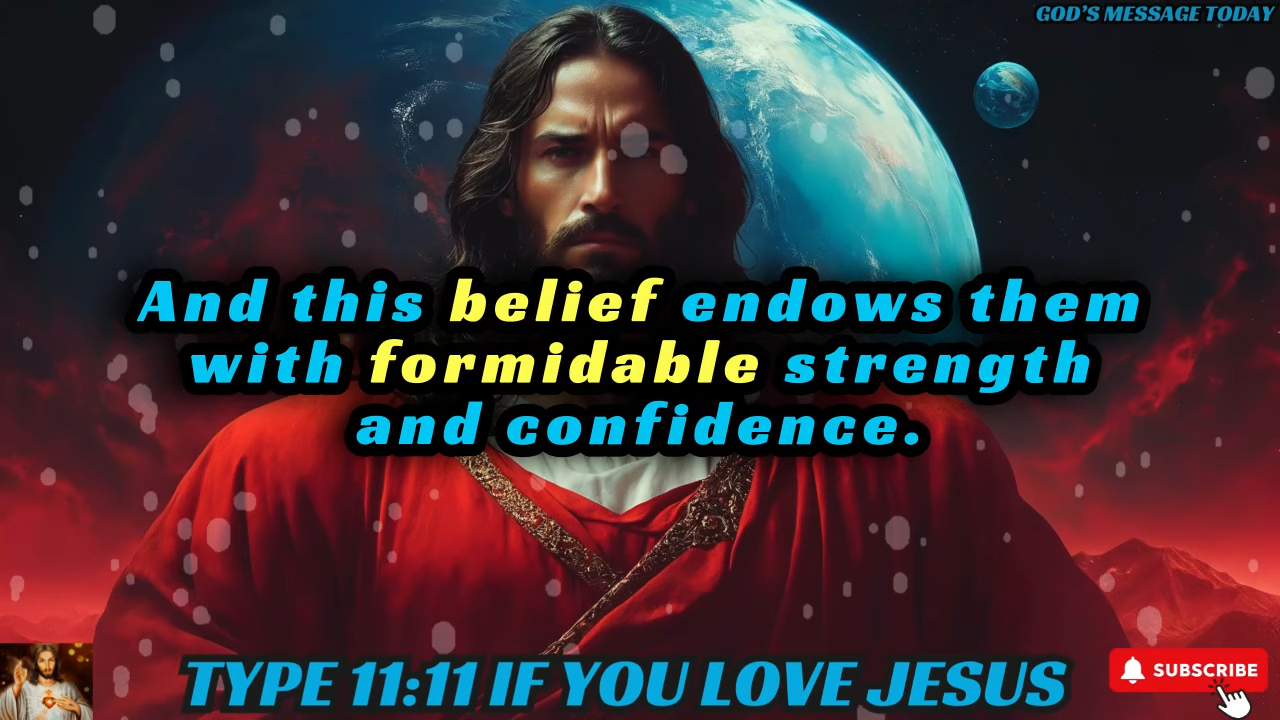 GOD'S MESSAGE TODAY
And this belief endows them
with formidable strength
and confidence.
TYPE 11:11 IF YOU LOVE JESUS
SUBSCRIBE